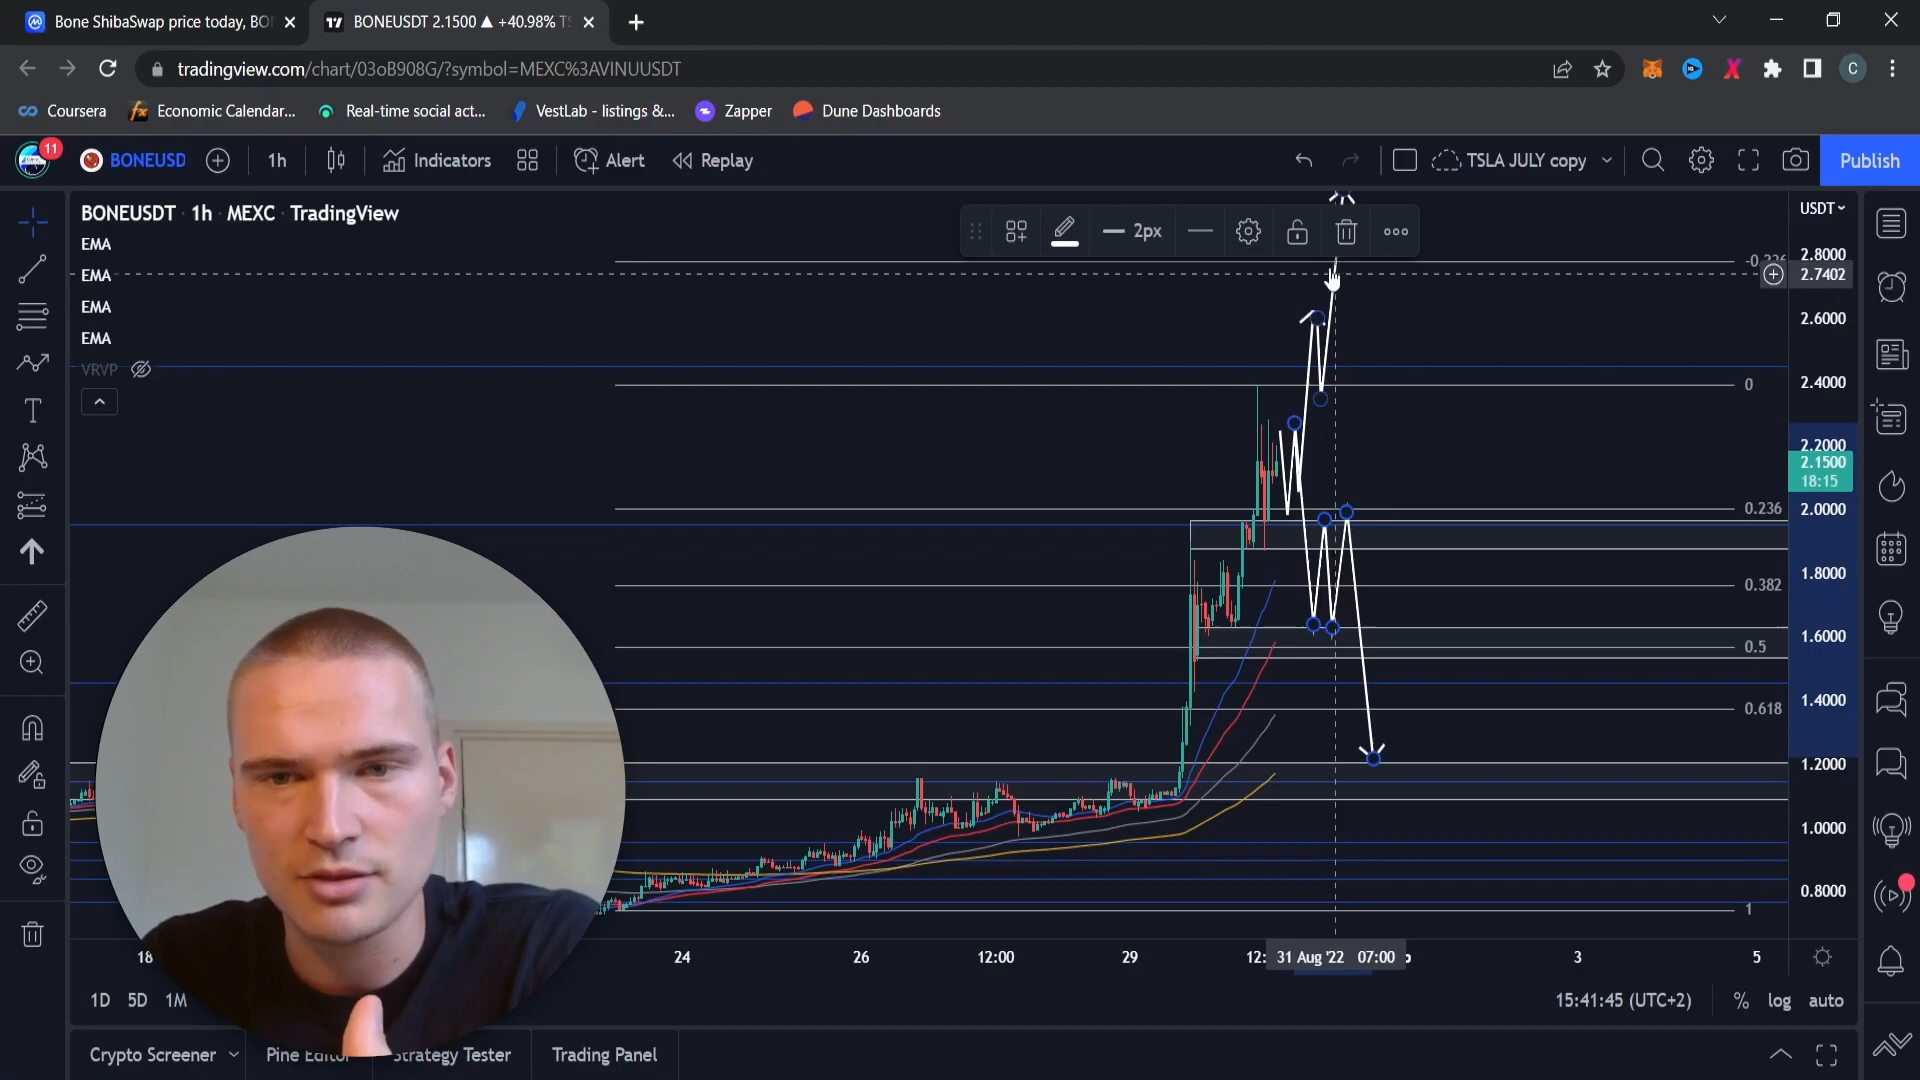 Bone ShibaSwap price today, BO
BONEUSDT 2.1500 ▲ +40.98% TS
tradingview.com/chart/03oB908G/?symbol=MEXC%3AVINUUSDT
C
Coursera
Economic Calendar...
Real-time social act...
VestLab - listings &...
Zapper
Dune Dashboards
11
BONEUSD
1h
Indicators
Alert
Replay
TSLA JULY copy
Publish
BONEUSDT · 1h · MEXC · TradingView
USDT
2px
EMA
EMA
EMA
EMA
VRVP
2.8000
2.7402
2.6000
2.4000
2.2000
2.1500
18:15
2.0000
1.8000
1.6000
1.4000
1.2000
1.0000
0.8000
0
0.236
0.382
0.5
0.618
1
18
24
26
12:00
29
12:
31 Aug '22 07:00
3
5
1D
5D
1M
15:41:45 (UTC+2)
%
log
auto
Crypto Screener
Pine Editor
Strategy Tester
Trading Panel